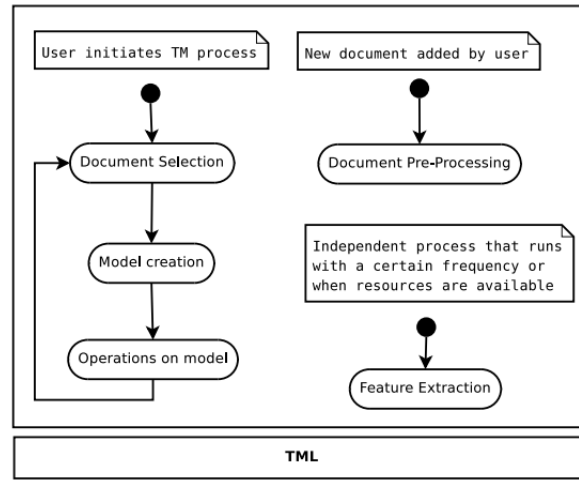 User initiates TM process
Document Selection
Model creation
Operations on model
New document added by user
Document Pre-Processing
Independent process that runs
with a certain frequency or
when resources are available
Feature Extraction
TML